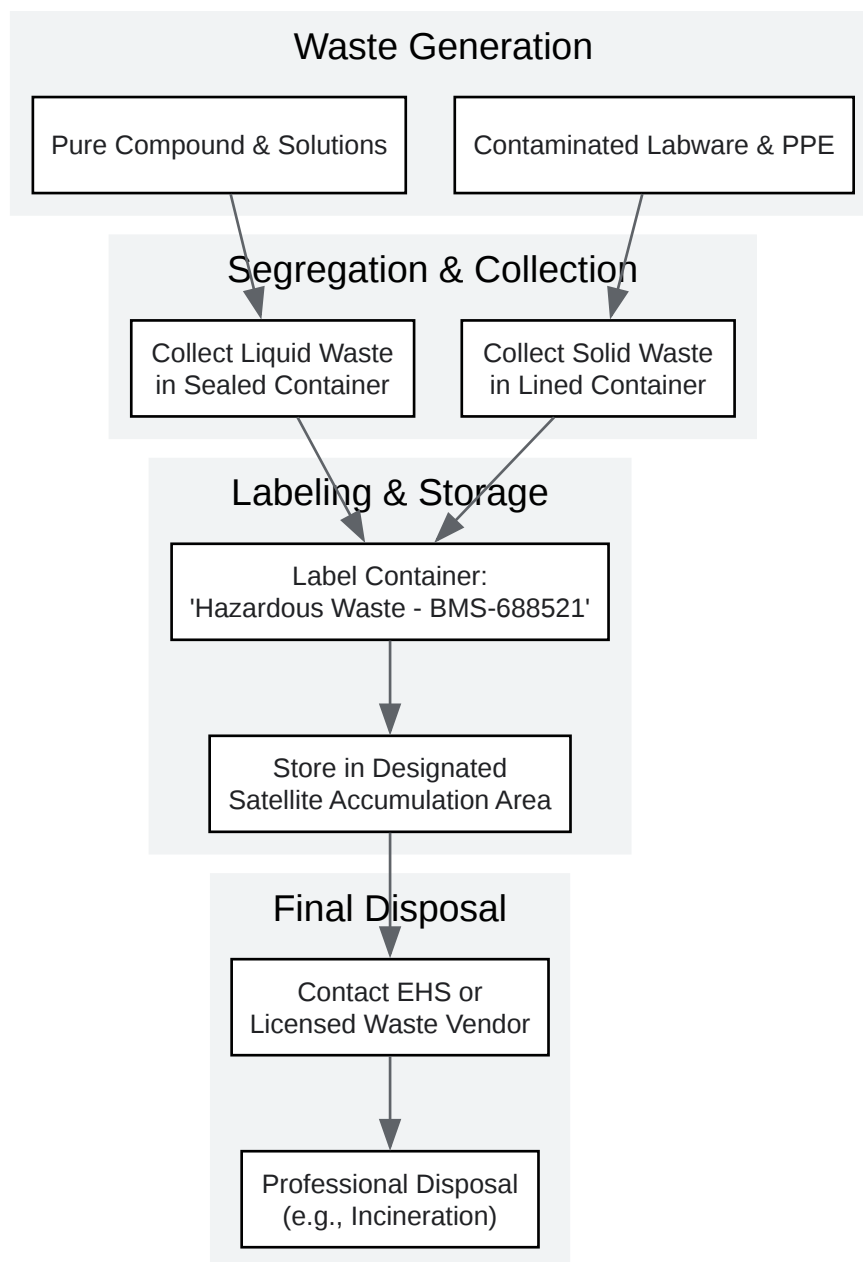 Waste Generation
Pure Compound & Solutions
Contaminated Labware & PPE
Segregation & Collection
Collect Liquid Waste
in Sealed Container
Collect Solid Waste
in Lined Container
Labeling & Storage
Label Container:
'Hazardous Waste - BMS-688521'
Store in Designated
Satellite Accumulation Area
Final Disposal
Contact EHS or
Licensed Waste Vendor
Professional Disposal
(e.g., Incineration)